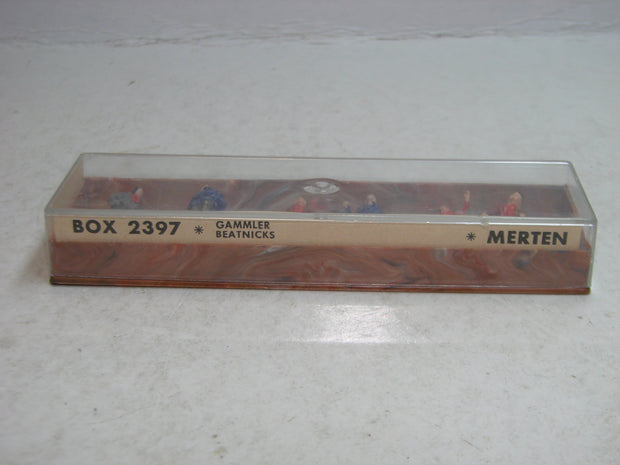 BOX 2397 * GAMMLER
BEATNICKS
* MERTEN